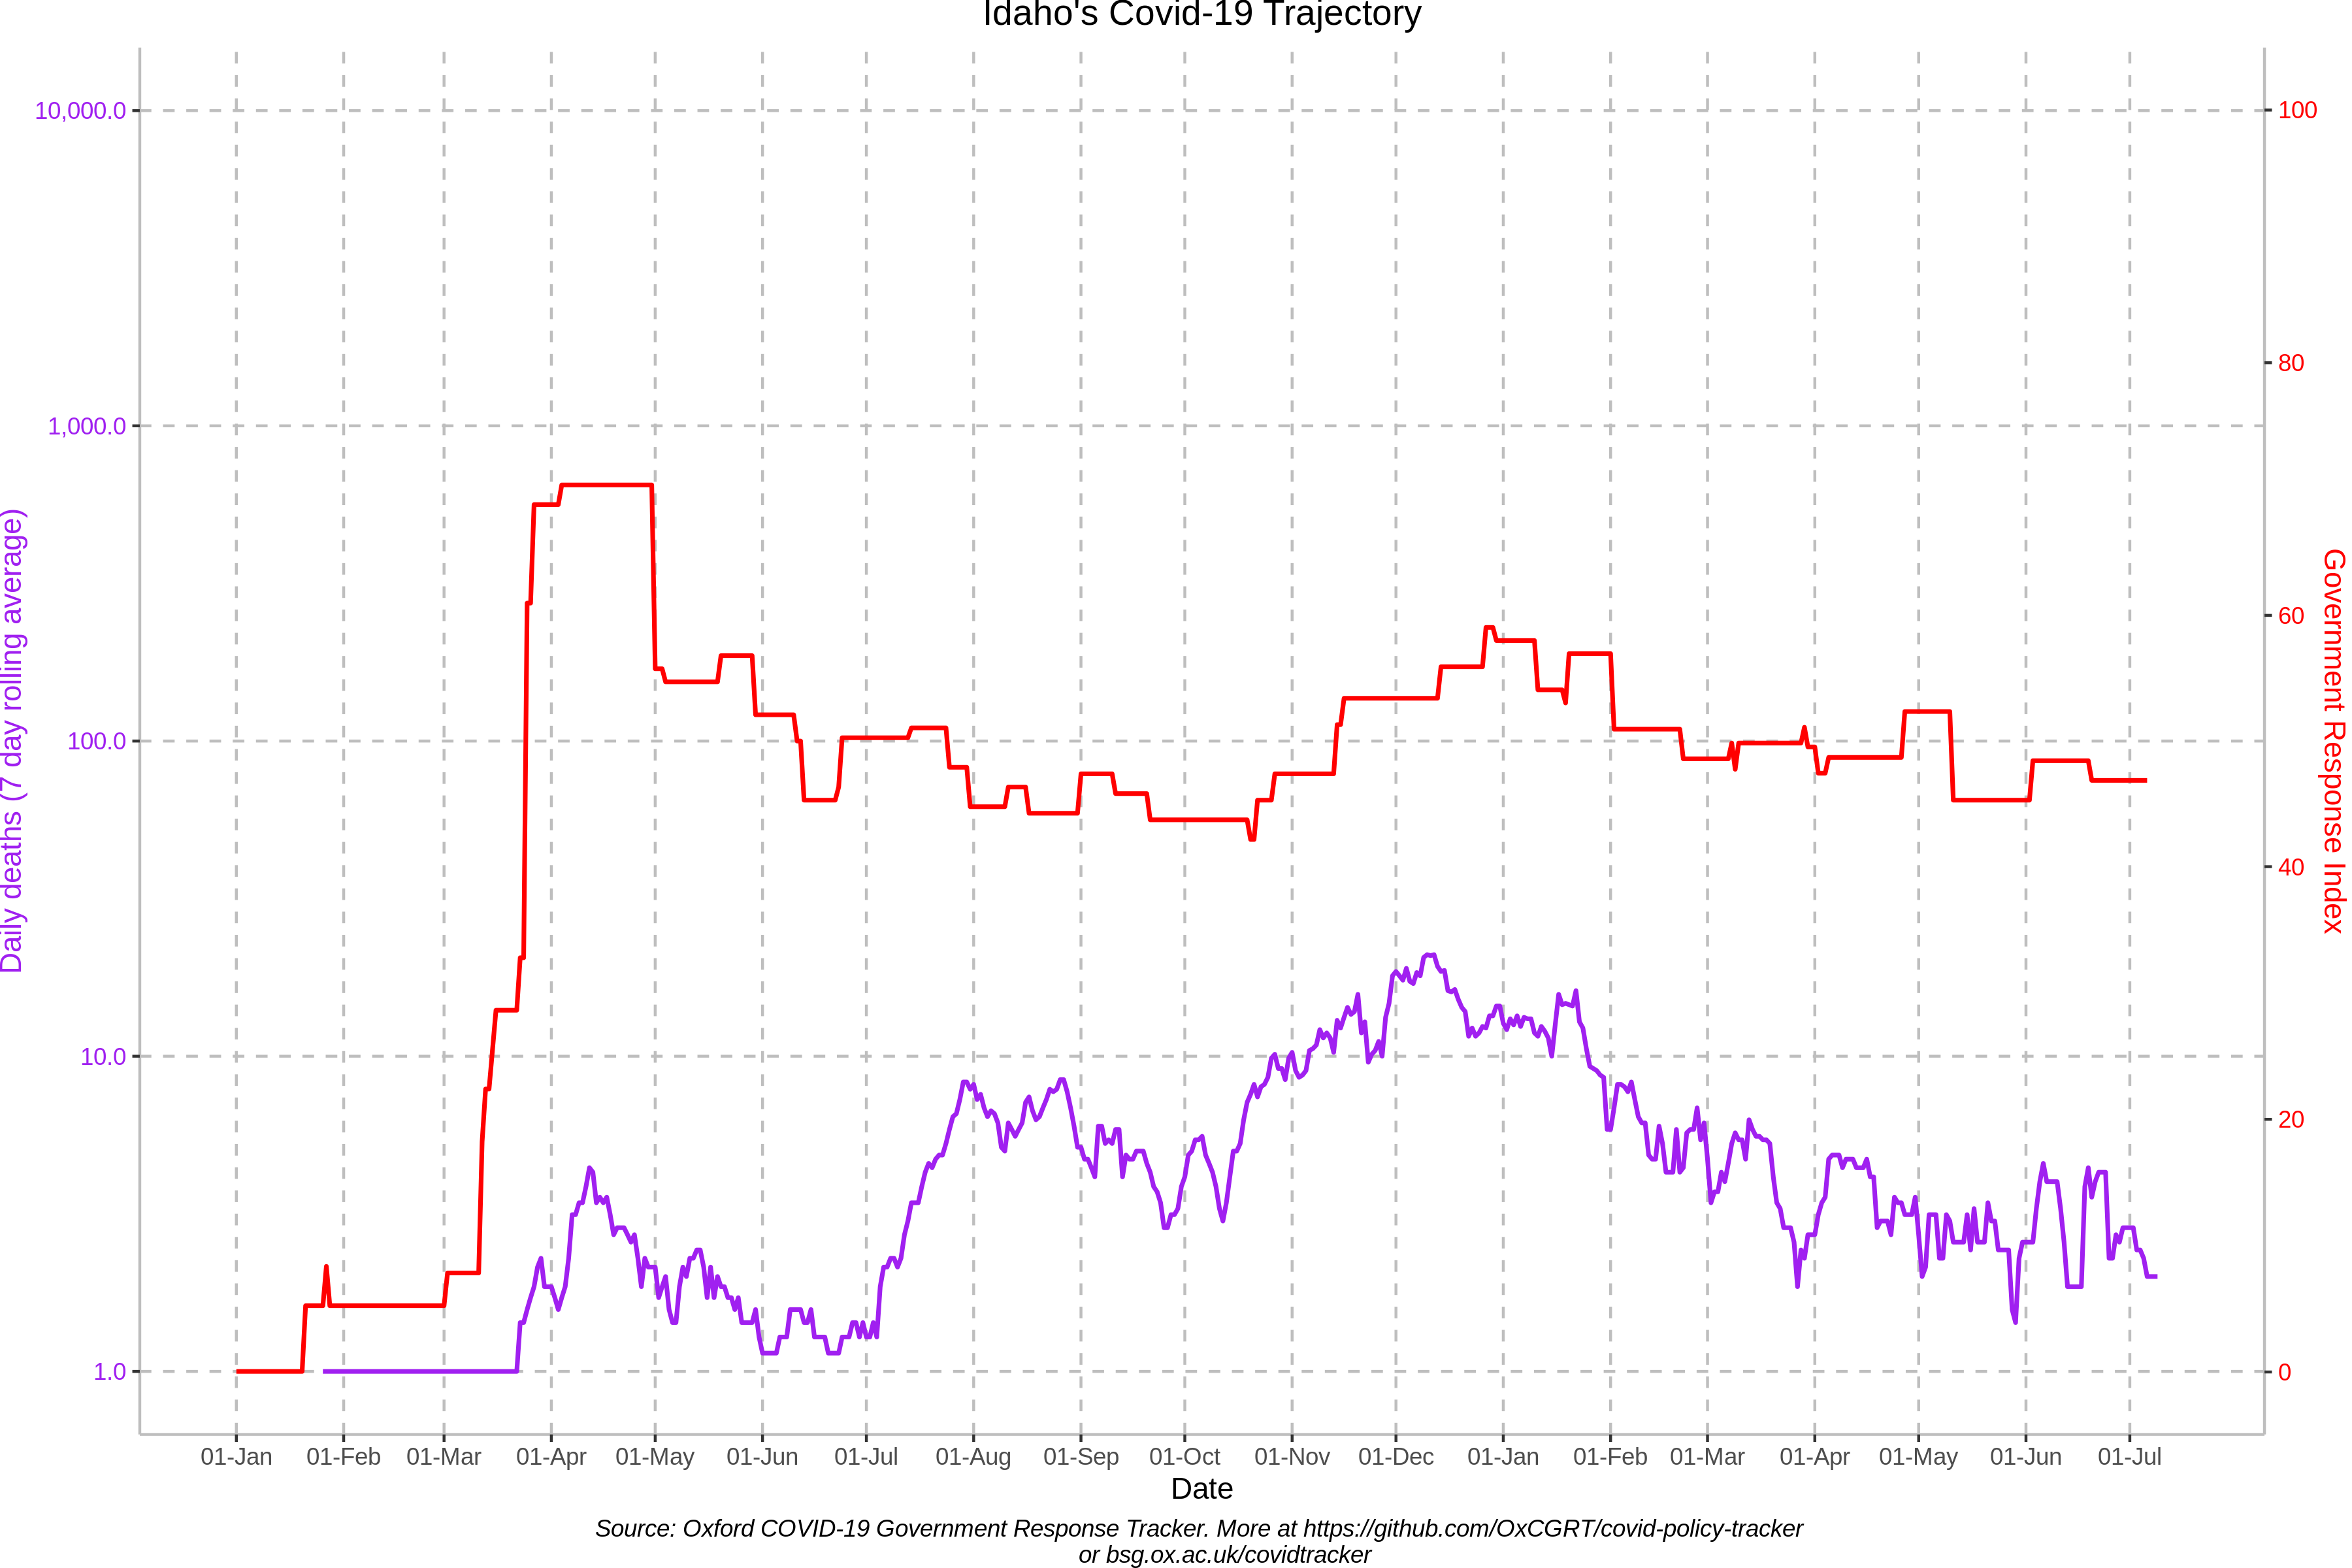 Idaho's Covid-19 Trajectory
10,000.0
1,000.0
100.0
10.0
1.0
Daily deaths (7 day rolling average)
100
80
60
40
20
0
Government Response Index
01-Jan 01-Feb 01-Mar 01-Apr 01-May 01-Jun 01-Jul 01-Aug 01-Sep 01-Oct 01-Nov 01-Dec 01-Jan 01-Feb 01-Mar 01-Apr 01-May 01-Jun 01-Jul
Date
Source: Oxford COVID-19 Government Response Tracker. More at https://github.com/OxCGRT/covid-policy-tracker
or bsg.ox.ac.uk/covidtracker